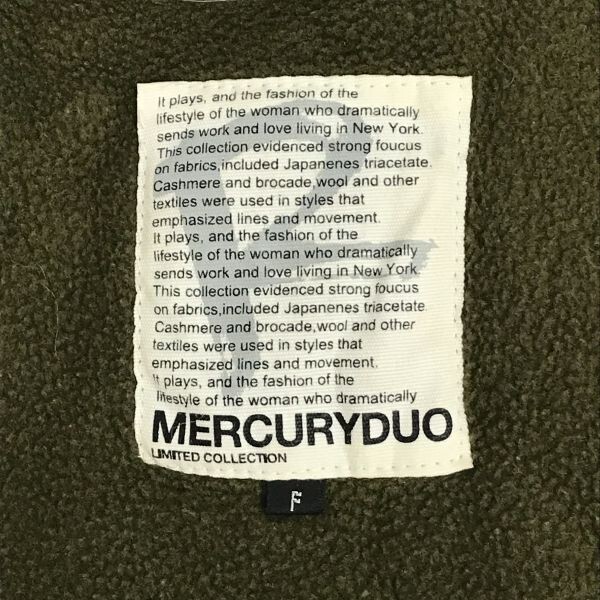 It plays, and the fashion of the
lifestyle of the woman who dramatically
sends work and love living in New York.
This collection evidenced strong foucus
on fabrics,included Japanenes triacetate.
Cashmere and brocade,wool and other
textiles were used in styles that
emphasized lines and movement.
It plays, and the fashion of the
lifestyle of the woman who dramatically
sends work and love living in New York.
This collection evidenced strong foucus
on fabrics,included Japanenes triacetate.
Cashmere and brocade,wool and other
textiles were used in styles that
emphasized lines and movement.
It plays, and the fashion of the
lifestyle of the woman who dramatically
MERCURYDUO
LIMITED COLLECTION
F